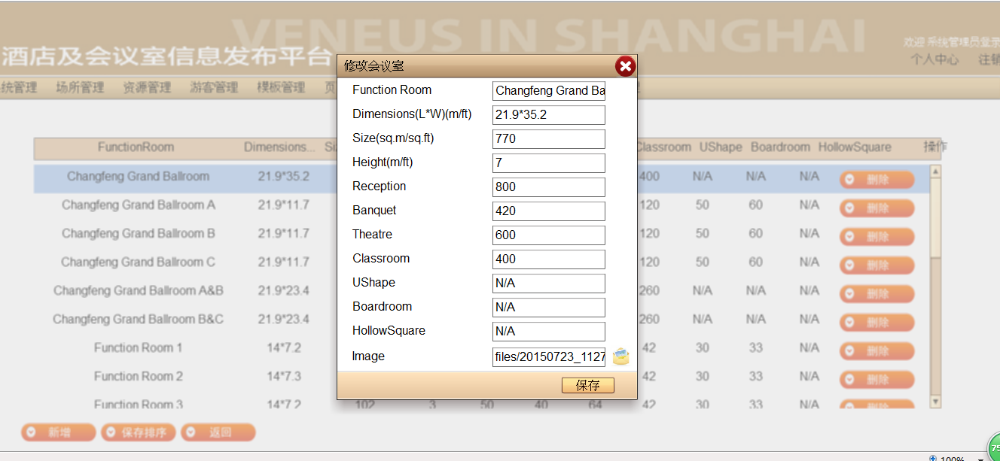 VENEUS IN SHANGHAI
欢迎 系统管理员登录
酒店及会议室信息发布平台
个人中心 注销
统管理 场所管理 资源管理 游客管理 模板管理 页
修改会议室
Function Room Changfeng Grand Ba
Dimensions(L*W)(m/ft) 21.9*35.2
Size(sq.m/sq.ft) 770
Height(m/ft) 7
Reception 800
Banquet 420
Theatre 600
Classroom 400
UShape N/A
Boardroom N/A
HollowSquare N/A
Image files/20150723_1127
保存
FunctionRoom Dimensions... Si Classroom UShape Boardroom HollowSquare 操作
Changfeng Grand Ballroom 21.9*35.2 400 N/A N/A N/A 删除
Changfeng Grand Ballroom A 21.9*11.7 120 50 60 N/A 删除
Changfeng Grand Ballroom B 21.9*11.7 120 50 60 N/A 删除
Changfeng Grand Ballroom C 21.9*11.7 120 50 60 N/A 删除
Changfeng Grand Ballroom A&B 21.9*23.4 260 N/A N/A N/A 删除
Changfeng Grand Ballroom B&C 21.9*23.4 260 N/A N/A N/A 删除
Function Room 1 14*7.2 42 30 33 N/A 删除
Function Room 2 14*7.3 42 30 33 N/A 删除
Function Room 3 14*7.2 102 3 50 40 64 42 30 33 N/A 删除
新增 保存排序 返回
100%
75